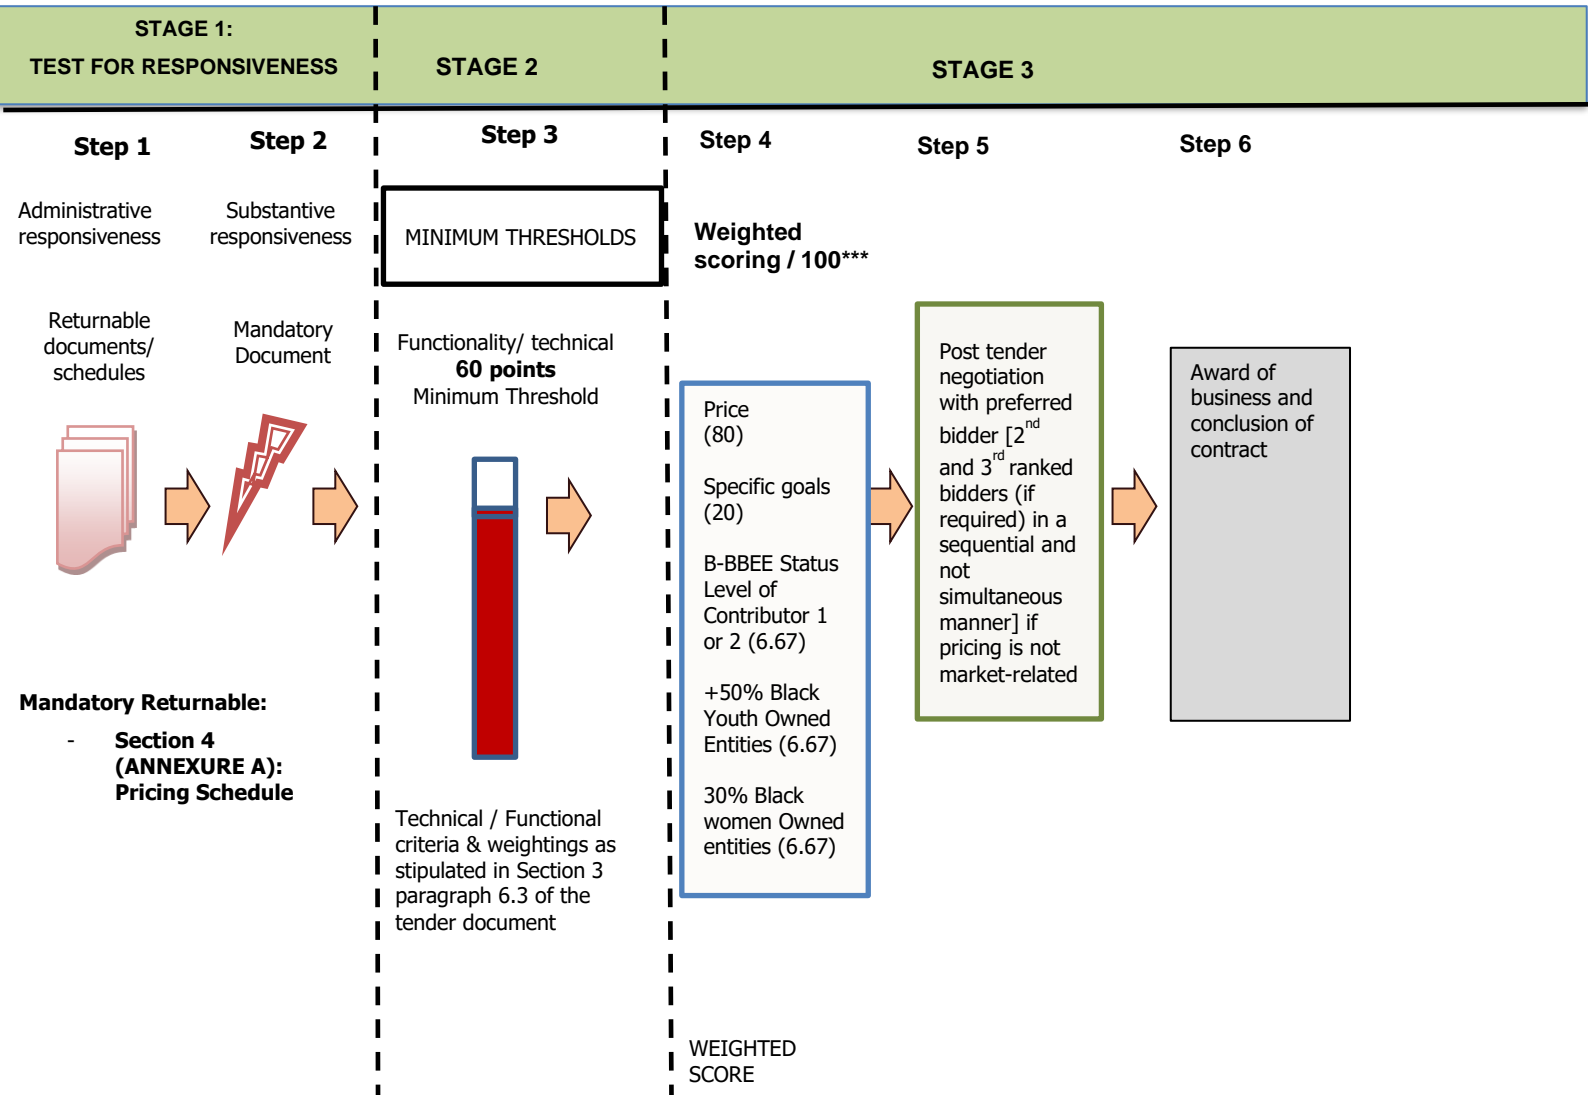 STAGE 1:
TEST FOR RESPONSIVENESS
STAGE 2
STAGE 3
Step 1
Step 2
Step 3
Step 4
Step 5
Step 6
Administrative
responsiveness
Substantive
responsiveness
MINIMUM THRESHOLDS
Weighted
scoring / 100***
Returnable
documents/
schedules
Mandatory
Document
Functionality/ technical
60 points
Minimum Threshold
Price
(80)
Specific goals
(20)
B-BBEE Status
Level of
Contributor 1
or 2 (6.67)
+50% Black
Youth Owned
Entities (6.67)
30% Black
women Owned
entities (6.67)
Post tender
negotiation
with preferred
bidder [2nd
and 3rd ranked
bidders (if
required) in a
sequential and
not
simultaneous
manner] if
pricing is not
market-related
Award of
business and
conclusion of
contract
Mandatory Returnable:
- Section 4
(ANNEXURE A):
Pricing Schedule
Technical / Functional
criteria & weightings as
stipulated in Section 3
paragraph 6.3 of the
tender document
WEIGHTED
SCORE